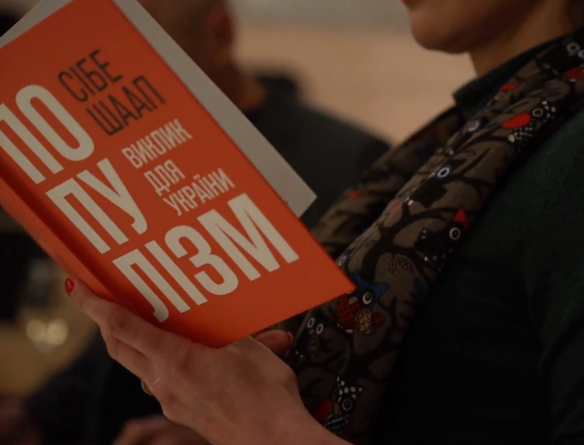 СІБЕ
ШААП
ПО
ПУ
ЛІЗМ
ВИКЛИК
ДЛЯ
УКРАЇНИ